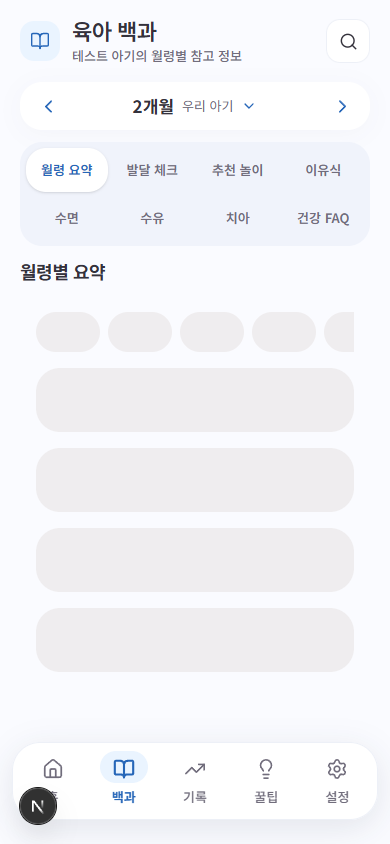 육아 백과
테스트 아기의 월령별 참고 정보
2개월 우리 아기
월령 요약 발달 체크 추천 놀이 이유식
수면 수유 치아 건강 FAQ
월령별 요약
백과 기록 꿀팁 설정
N